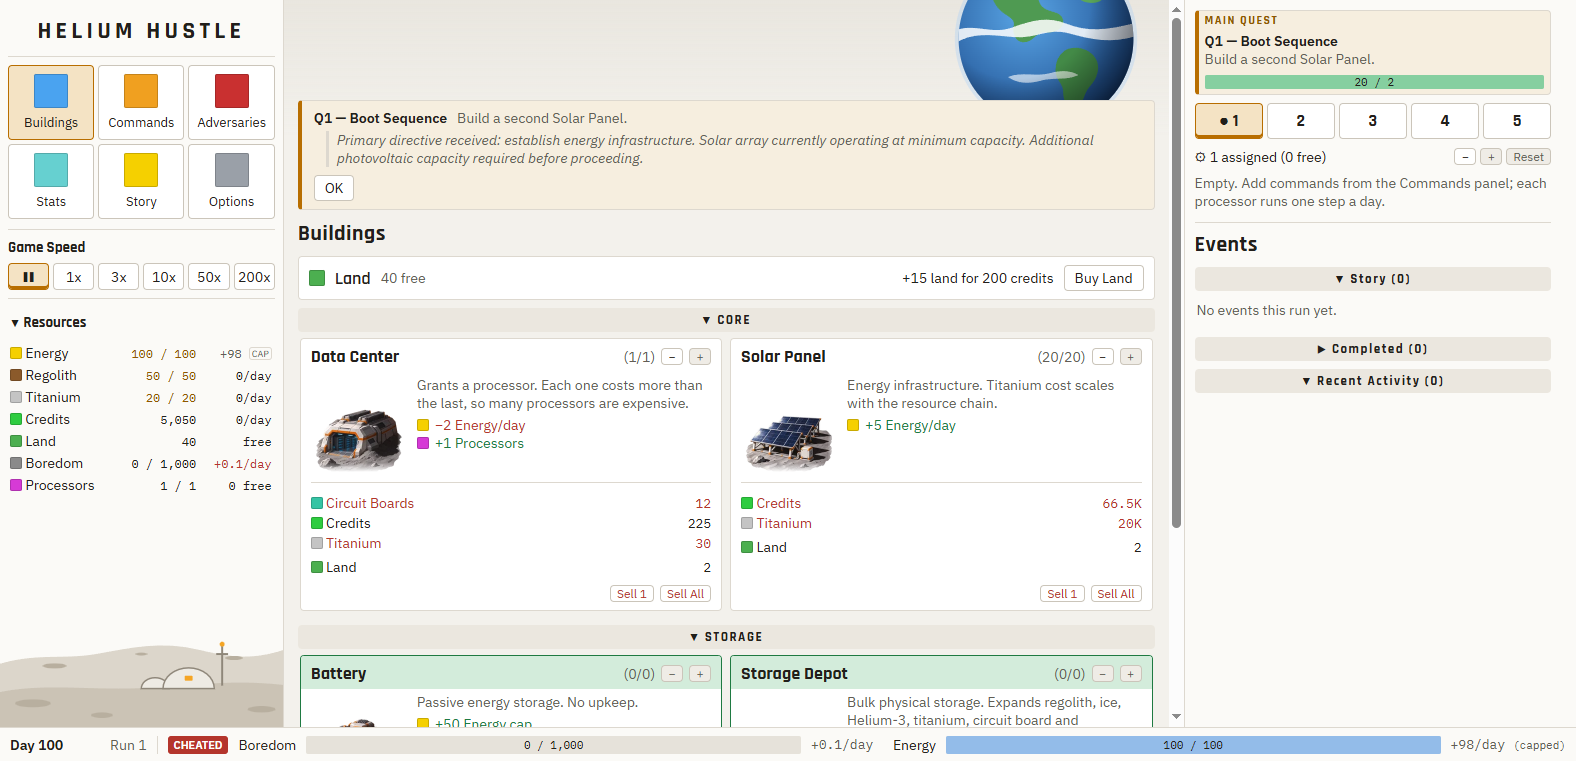 HELIUM HUSTLE
Buildings
Commands
Adversaries
Stats
Story
Options
Game Speed
1x
3x
10x
50x
200x
▼ Resources
Energy 100 / 100 +98 CAP
Regolith 50 / 50 0/day
Titanium 20 / 20 0/day
Credits 5,050 0/day
Land 40 free
Boredom 0 / 1,000 +0.1/day
Processors 1 / 1 0 free
Q1 — Boot Sequence Build a second Solar Panel.
Primary directive received: establish energy infrastructure. Solar array currently operating at minimum capacity. Additional
photovoltaic capacity required before proceeding.
OK
Buildings
Land 40 free +15 land for 200 credits Buy Land
▼ CORE
Data Center (1/1) − +
Grants a processor. Each one costs more than
the last, so many processors are expensive.
−2 Energy/day
+1 Processors
Circuit Boards 12
Credits 225
Titanium 30
Land 2
Sell 1 Sell All
Solar Panel (20/20) − +
Energy infrastructure. Titanium cost scales
with the resource chain.
+5 Energy/day
Credits 66.5K
Titanium 20K
Land 2
Sell 1 Sell All
▼ STORAGE
Battery (0/0) − +
Passive energy storage. No upkeep.
+50 Energy cap
Storage Depot (0/0) − +
Bulk physical storage. Expands regolith, ice,
Helium-3, titanium, circuit board and
MAIN QUEST
Q1 — Boot Sequence
Build a second Solar Panel.
20 / 2
● 1 2 3 4 5
⚙ 1 assigned (0 free) − + Reset
Empty. Add commands from the Commands panel; each
processor runs one step a day.
Events
▼ Story (0)
No events this run yet.
▶ Completed (0)
▼ Recent Activity (0)
Day 100 Run 1 CHEATED Boredom 0 / 1,000 +0.1/day Energy 100 / 100 +98/day (capped)